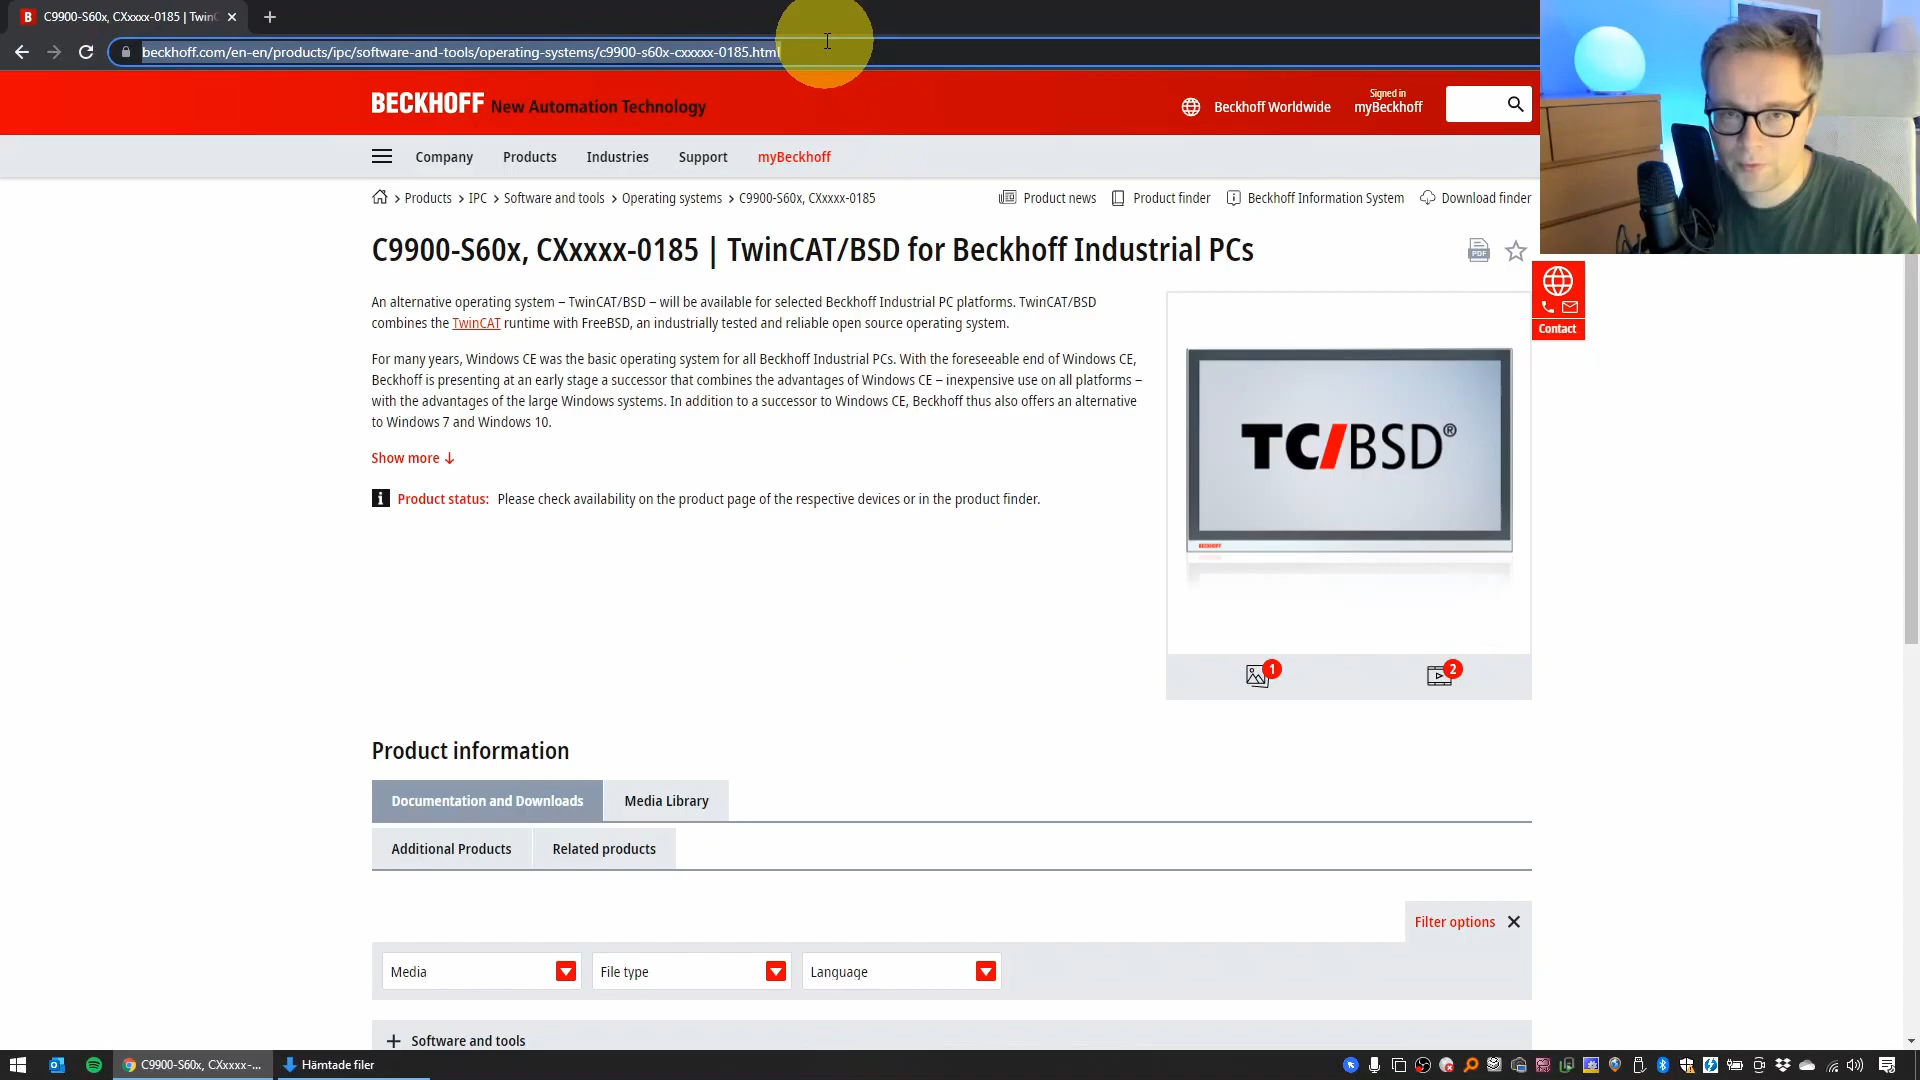 C9900-S60x, CXxxxx-0185 | TwinC
beckhoff.com/en-en/products/ipc/software-and-tools/operating-systems/c9900-s60x-cxxxxx-0185.html
BECKHOFF New Automation Technology
Beckhoff Worldwide
Signed in
myBeckhoff
Company
Products
Industries
Support
myBeckhoff
> Products > IPC > Software and tools > Operating systems > C9900-S60x, CXxxxx-0185
Product news
Product finder
Beckhoff Information System
Download finder
C9900-S60x, CXxxxx-0185 | TwinCAT/BSD for Beckhoff Industrial PCs
PDF
Contact
An alternative operating system – TwinCAT/BSD – will be available for selected Beckhoff Industrial PC platforms. TwinCAT/BSD
combines the TwinCAT runtime with FreeBSD, an industrially tested and reliable open source operating system.
For many years, Windows CE was the basic operating system for all Beckhoff Industrial PCs. With the foreseeable end of Windows CE,
Beckhoff is presenting at an early stage a successor that combines the advantages of Windows CE – inexpensive use on all platforms –
with the advantages of the large Windows systems. In addition to a successor to Windows CE, Beckhoff thus also offers an alternative
to Windows 7 and Windows 10.
Show more
Product status: Please check availability on the product page of the respective devices or in the product finder.
TC/BSD®
BECKHOFF
1
2
Product information
Documentation and Downloads
Media Library
Additional Products
Related products
Filter options
Media
File type
Language
Software and tools
C9900-S60x, CXxxxx-...
Hämtade filer